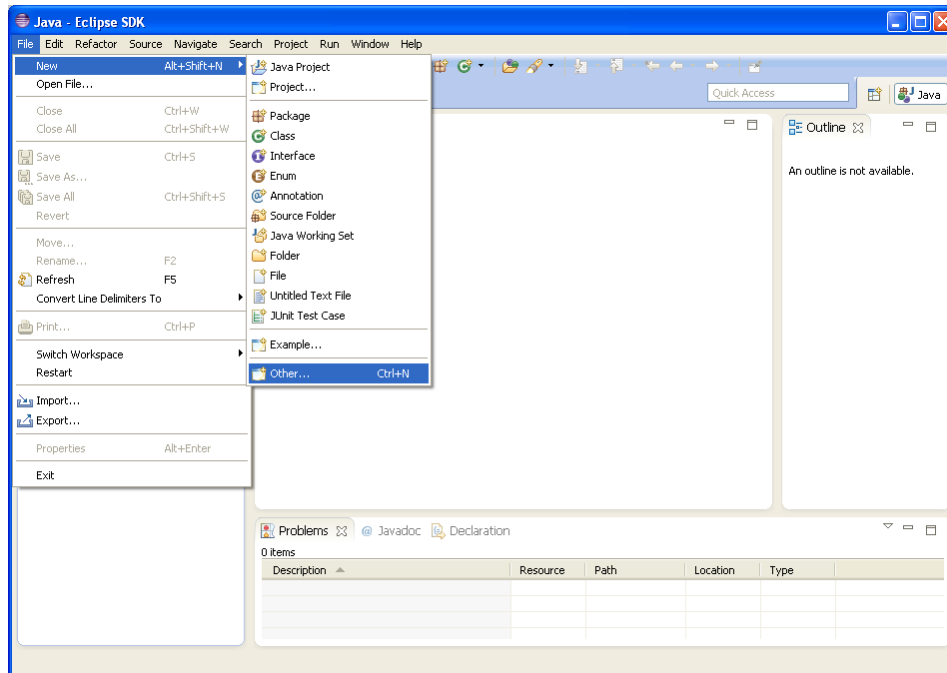 Java - Eclipse SDK
File Edit Refactor Source Navigate Search Project Run Window Help
New Alt+Shift+N
Open File...
Close Ctrl+W
Close All Ctrl+Shift+W
Save Ctrl+S
Save As...
Save All Ctrl+Shift+S
Revert
Move...
Rename... F2
Refresh F5
Convert Line Delimiters To
Print... Ctrl+P
Switch Workspace
Restart
Import...
Export...
Properties Alt+Enter
Exit
Java Project
Project...
Package
Class
Interface
Enum
Annotation
Source Folder
Java Working Set
Folder
File
Untitled Text File
JUnit Test Case
Example...
Other... Ctrl+N
Quick Access
Java
Outline
An outline is not available.
Problems @ Javadoc Declaration
0 items
Description Resource Path Location Type